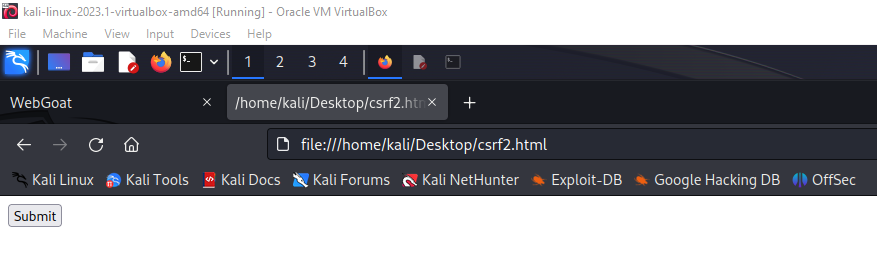 kali-linux-2023.1-virtualbox-amd64 [Running] - Oracle VM VirtualBox
File Machine View Input Devices Help
1 2 3 4
WebGoat × /home/kali/Desktop/csrf2.htm × +
file:///home/kali/Desktop/csrf2.html
Kali Linux Kali Tools Kali Docs Kali Forums Kali NetHunter Exploit-DB Google Hacking DB OffSec
Submit